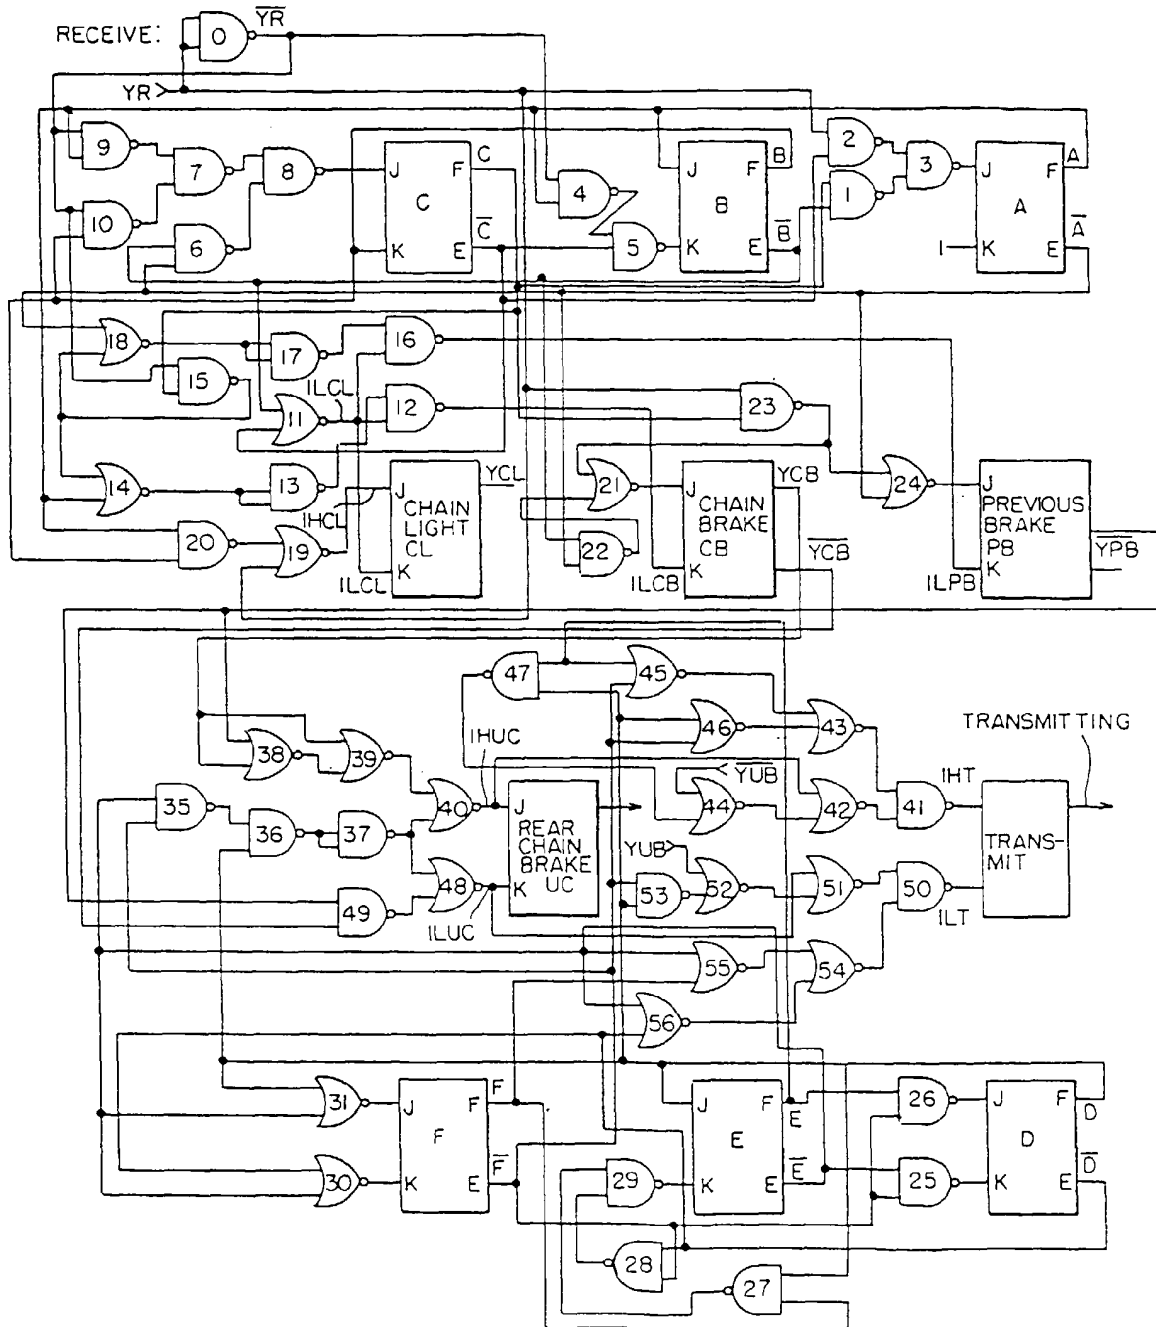 RECEIVE:
0
Y̅R̅
YR
9
7
8
J
F
C
C
K
E
C̅
10
6
4
5
J
F
B
B
K
E
B̅
2
3
1
J
F
A
A
1
K
E
A̅
18
17
16
15
11
ILCL
12
14
13
20
19
IHCL
ILCL
J
CHAIN
LIGHT
CL
K
YCL
21
22
ILCB
J
CHAIN
BRAKE
CB
K
YCB
Y̅C̅B̅
23
24
ILPB
J
PREVIOUS
BRAKE
PB
K
Y̅P̅B̅
47
45
46
43
38
39
40
IHUC
J
REAR
CHAIN
BRAKE
UC
K
ILUC
Y̅U̅B̅
44
42
41
IHT
TRANSMITTING
TRANS-
MIT
35
36
37
48
49
YUB
53
52
51
50
ILT
55
54
56
31
30
J
F
F
F
K
E
F̅
29
28
27
J
F
E
E
K
E
E̅
26
25
J
F
D
D
K
E
D̅